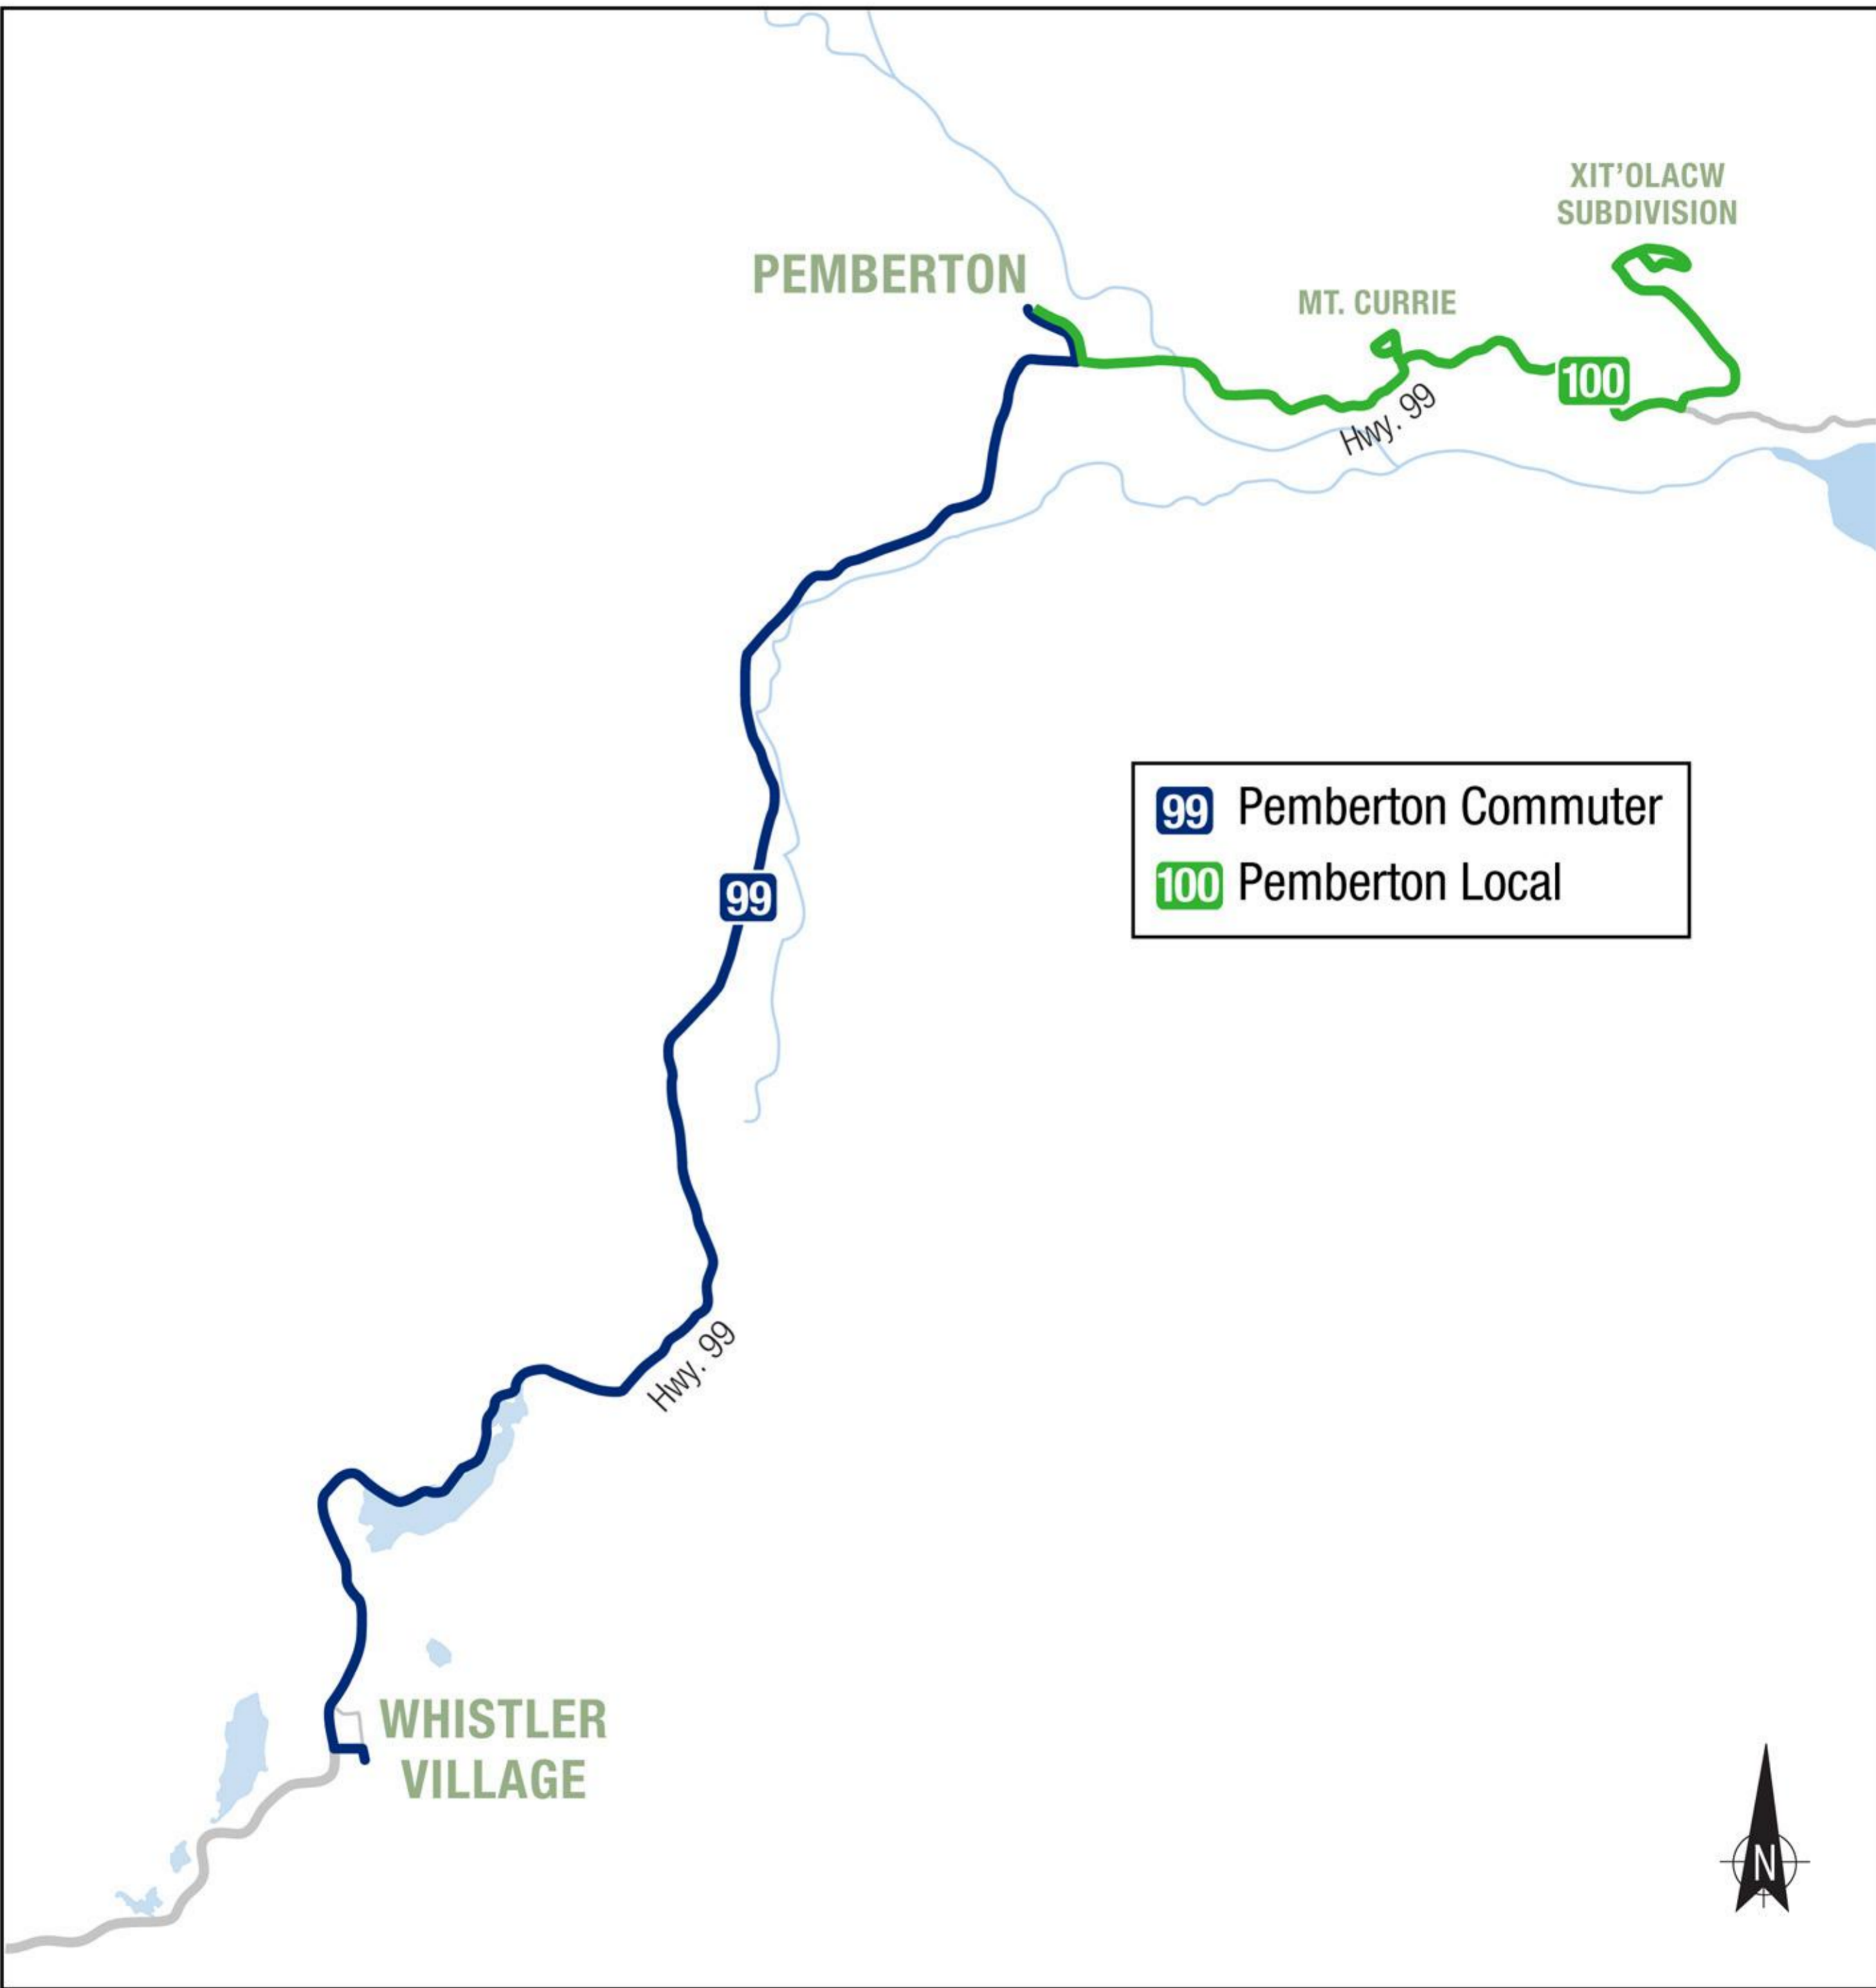 XIT’OLACW
SUBDIVISION
PEMBERTON
MT. CURRIE
100
Hwy. 99
99 Pemberton Commuter
100 Pemberton Local
99
Hwy. 99
WHISTLER
VILLAGE
N